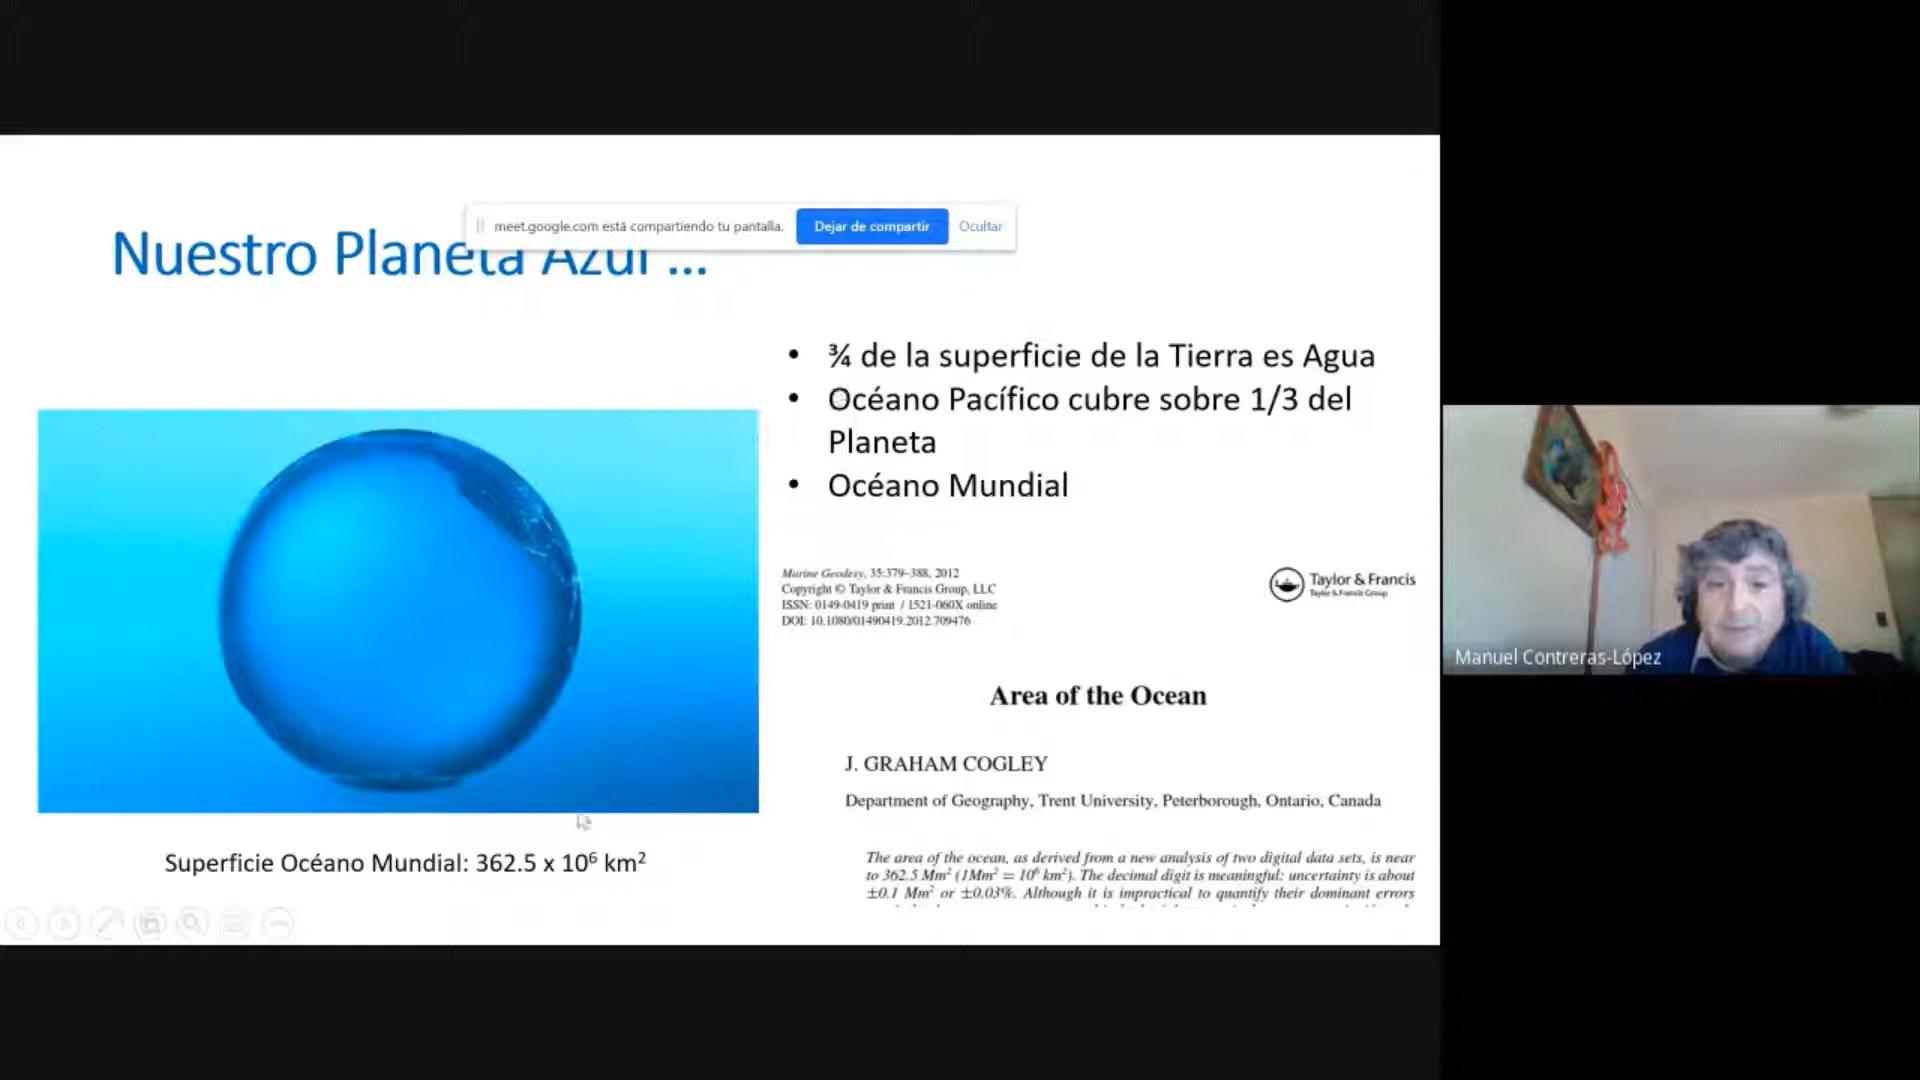 meet.google.com está compartiendo tu pantalla.
Dejar de compartir
Ocultar
Nuestro Planeta Azul ...
• ¾ de la superficie de la Tierra es Agua
• Océano Pacífico cubre sobre 1/3 del
Planeta
• Océano Mundial
Marine Geodesy, 35:379–388, 2012
Copyright © Taylor & Francis Group, LLC
ISSN: 0149-0419 print / 1521-060X online
DOI: 10.1080/01490419.2012.709476
Taylor & Francis
Taylor & Francis Group
Area of the Ocean
J. GRAHAM COGLEY
Department of Geography, Trent University, Peterborough, Ontario, Canada
The area of the ocean, as derived from a new analysis of two digital data sets, is near
to 362.5 Mm² (1Mm² = 10⁶ km²). The decimal digit is meaningful: uncertainty is about
±0.1 Mm² or ±0.03%. Although it is impractical to quantify their dominant errors
Superficie Océano Mundial: 362.5 x 10⁶ km²
Manuel Contreras-López